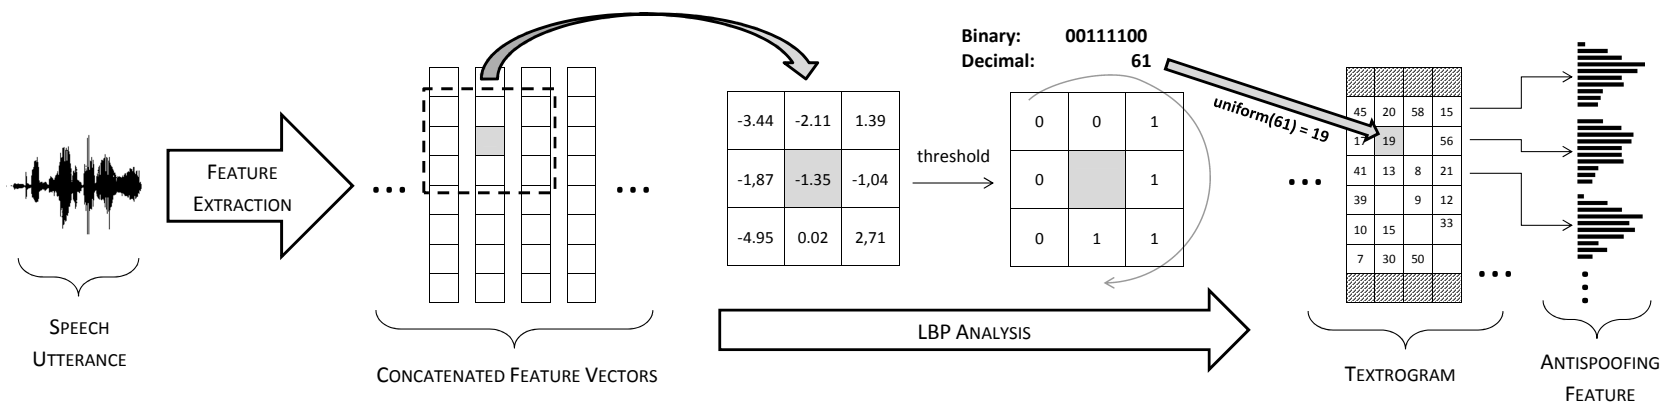 SPEECH
UTTERANCE
FEATURE
EXTRACTION
CONCATENATED FEATURE VECTORS
-3.44 -2.11 1.39
-1,87 -1.35 -1,04
-4.95 0.02 2,71
threshold
Binary: 00111100
Decimal: 61
0 0 1
0 1
0 1 1
LBP ANALYSIS
uniform(61) = 19
45 20 58 15
17 19 56
41 13 8 21
39 9 12
10 15 33
7 30 50
TEXTROGRAM
ANTISPOOFING
FEATURE